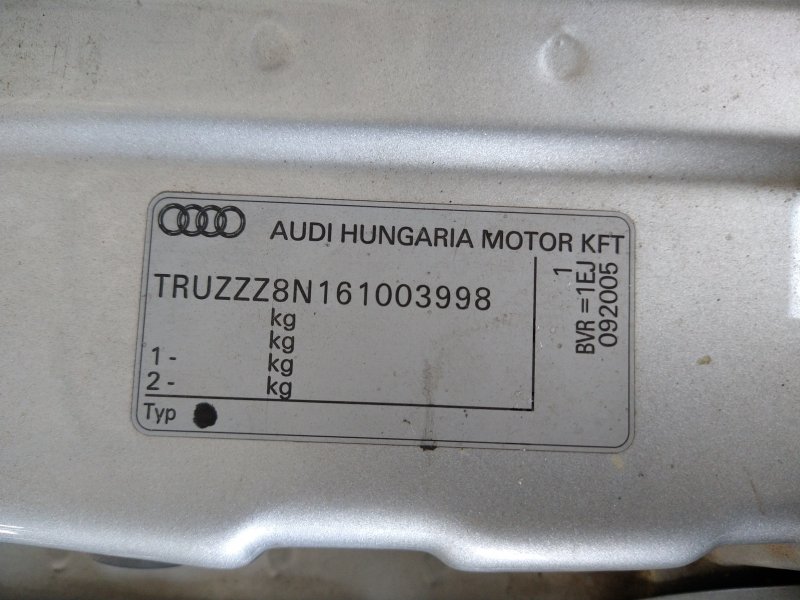 AUDI HUNGARIA MOTOR KFT
TRUZZZ8N161003998
kg
kg
1- kg
2- kg
Typ
1
BVR=1EJ
092005